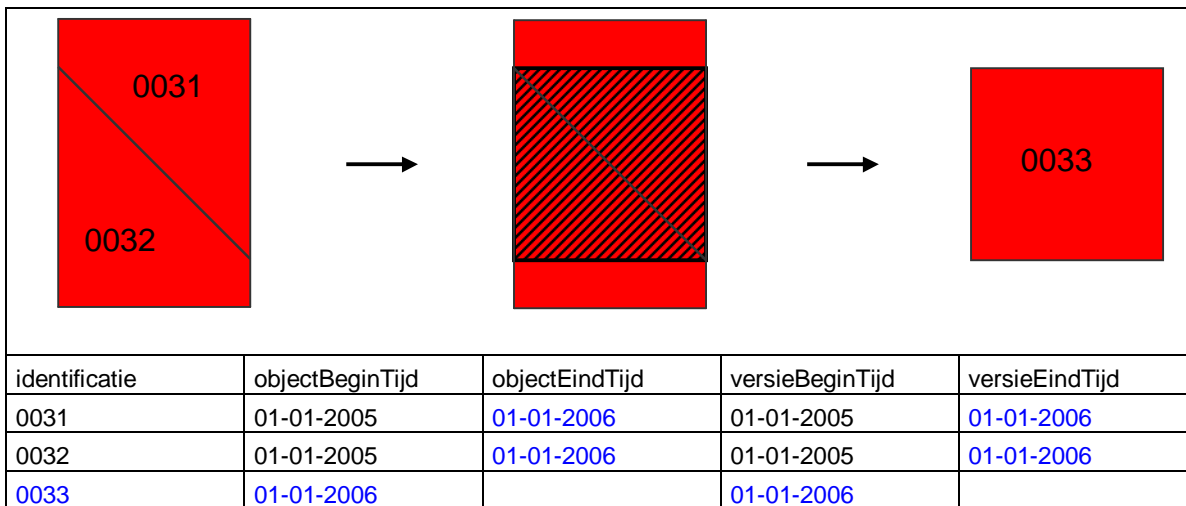 0031
0032
0033
identificatie objectBeginTijd objectEindTijd versieBeginTijd versieEindTijd
0031 01-01-2005 01-01-2006 01-01-2005 01-01-2006
0032 01-01-2005 01-01-2006 01-01-2005 01-01-2006
0033 01-01-2006 01-01-2006